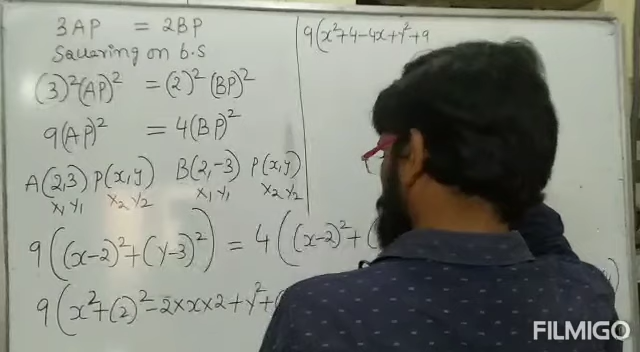 3AP = 2BP
Squaring on b.s
(3)²(AP)² = (2)²(BP)²
9(AP)² = 4(BP)²
A(2,3) P(x,y) B(2,-3) P(x,y)
x₁ y₁ x₂ y₂ x₁ y₁ x₂ y₂
9((x-2)²+(y-3)²) = 4((x-2)²+(
9(x²+(2)²-2×x×2+y²+(
9(x²+4-4x+y²+9
FILMIGO